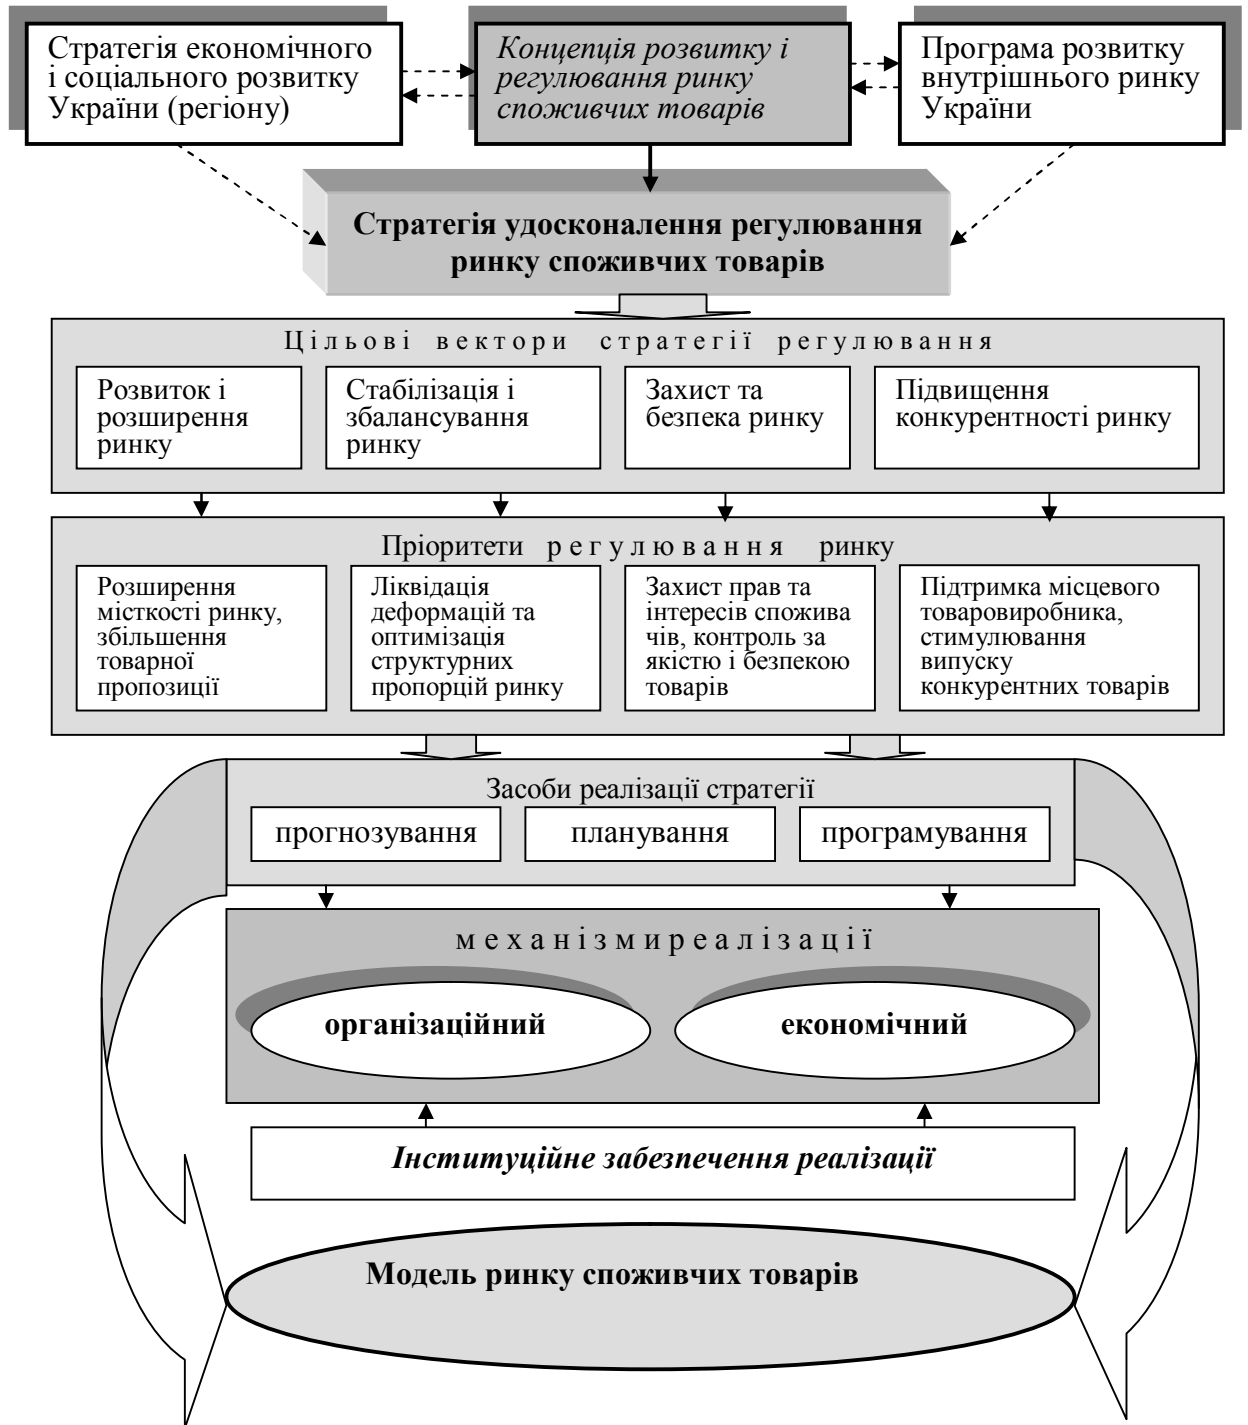 Стратегія економічного
і соціального розвитку
України (регіону)
Концепція розвитку і
регулювання ринку
споживчих товарів
Програма розвитку
внутрішнього ринку
України
Стратегія удосконалення регулювання
ринку споживчих товарів
Цільові вектори стратегії регулювання
Розвиток і
розширення
ринку
Стабілізація і
збалансування
ринку
Захист та
безпека ринку
Підвищення
конкурентності ринку
Пріоритети регулювання ринку
Розширення
місткості ринку,
збільшення
товарної
пропозиції
Ліквідація
деформацій та
оптимізація
структурних
пропорцій ринку
Захист прав та
інтересів спожива
чів, контроль за
якістю і безпекою
товарів
Підтримка місцевого
товаровиробника,
стимулювання
випуску
конкурентних товарів
Засоби реалізації стратегії
прогнозування
планування
програмування
механізмиреалізації
організаційний
економічний
Інституційне забезпечення реалізації
Модель ринку споживчих товарів